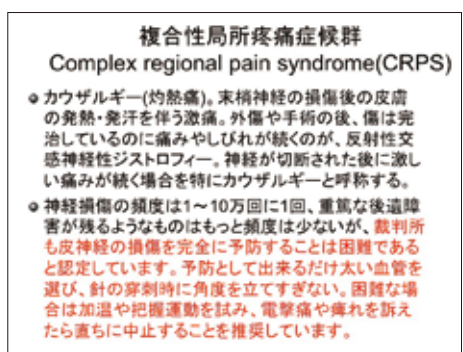 複合性局所疼痛症候群
Complex regional pain syndrome(CRPS)
カウザルギー(灼熱痛)。末梢神経の損傷後の皮膚
の発熱・発汗を伴う激痛。外傷や手術の後、傷は完
治しているのに痛みやしびれが続くのが、反射性交
感神経性ジストロフィー。神経が切断された後に激し
い痛みが続く場合を特にカウザルギーと呼称する。
神経損傷の頻度は1～10万回に1回、重篤な後遺障
害が残るようなものはもっと頻度は少ないが、裁判所
も皮神経の損傷を完全に予防することは困難である
と認定しています。予防として出来るだけ太い血管を
選び、針の穿刺時に角度を立てすぎない。困難な場
合は加温や把握運動を試み、電撃痛や痺れを訴え
たら直ちに中止することを推奨しています。